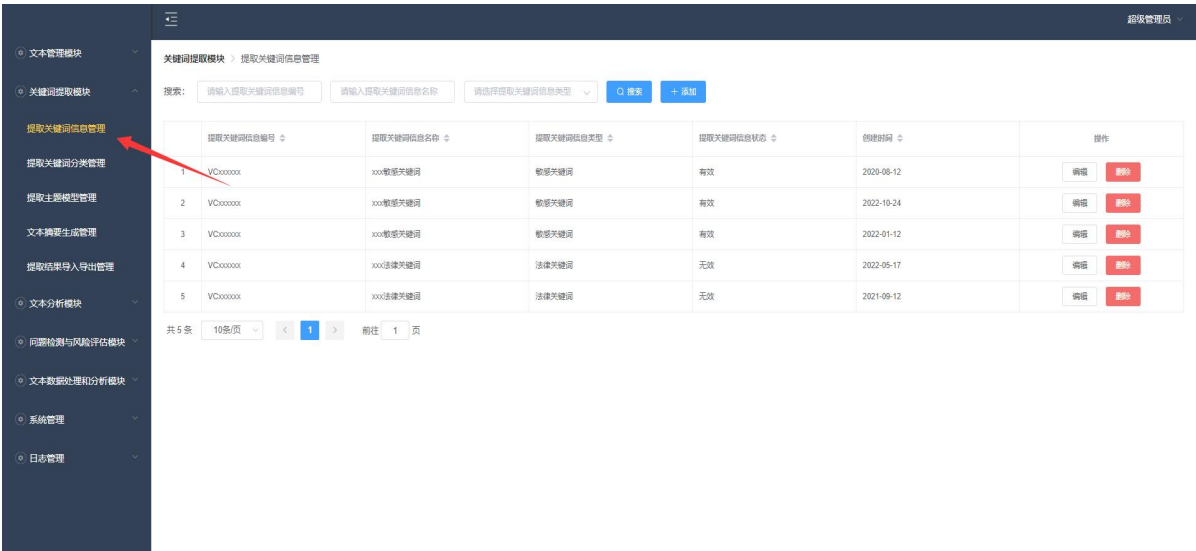 超级管理员
文本管理模块
关键词提取模块
提取关键词信息管理
提取关键词分类管理
提取主题模型管理
文本摘要生成管理
提取结果导入导出管理
文本分析模块
问题检测与风险评估模块
文本数据处理和分析模块
系统管理
日志管理
关键词提取模块 > 提取关键词信息管理
搜索： 请输入提取关键词信息编号 请输入提取关键词信息名称 请选择提取关键词信息类型 搜索 + 添加
提取关键词信息编号 提取关键词信息名称 提取关键词信息类型 提取关键词信息状态 创建时间 操作
1 VCxxxxxx xxx敏感关键词 敏感关键词 有效 2020-08-12 编辑 删除
2 VCxxxxxx xxx敏感关键词 敏感关键词 有效 2022-10-24 编辑 删除
3 VCxxxxxx xxx敏感关键词 敏感关键词 有效 2022-01-12 编辑 删除
4 VCxxxxxx xxx法律关键词 法律关键词 无效 2022-05-17 编辑 删除
5 VCxxxxxx xxx法律关键词 法律关键词 无效 2021-09-12 编辑 删除
共 5 条 10条/页 < 1 > 前往 1 页